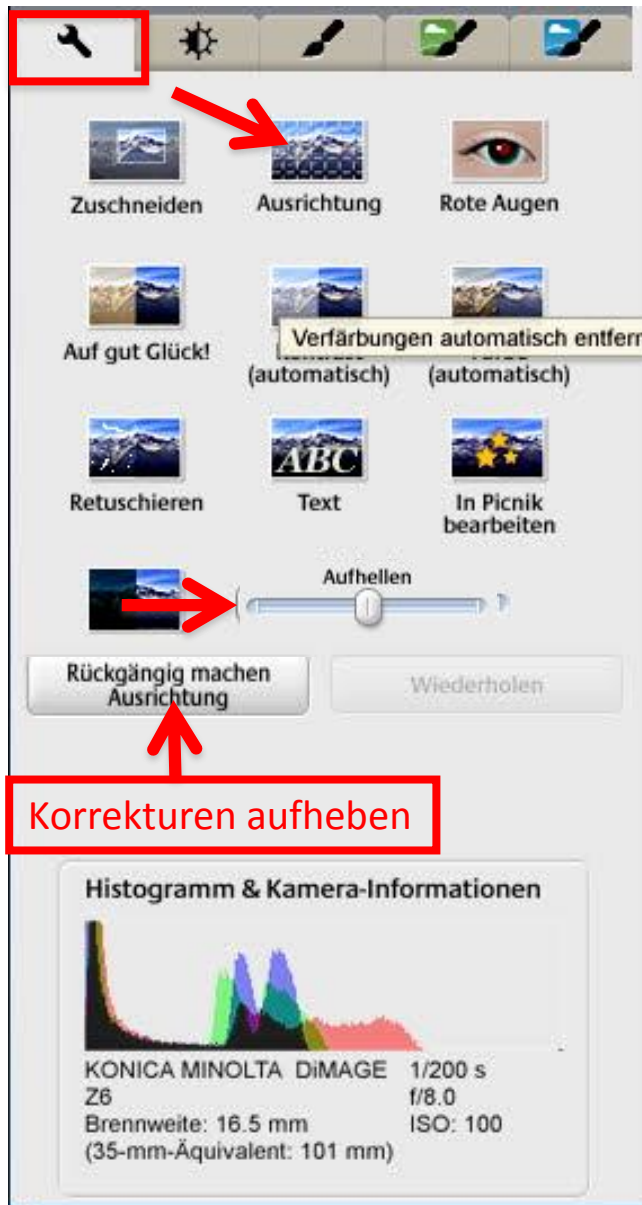 Zuschneiden
Ausrichtung
Rote Augen
Auf gut Glück!
Verfärbungen automatisch entfern
(automatisch)
(automatisch)
Retuschieren
ABC
Text
In Picnik
bearbeiten
Aufhellen
Rückgängig machen
Ausrichtung
Wiederholen
Korrekturen aufheben
Histogramm & Kamera-Informationen
KONICA MINOLTA DiMAGE
Z6
1/200 s
f/8.0
Brennweite: 16.5 mm
ISO: 100
(35-mm-Äquivalent: 101 mm)